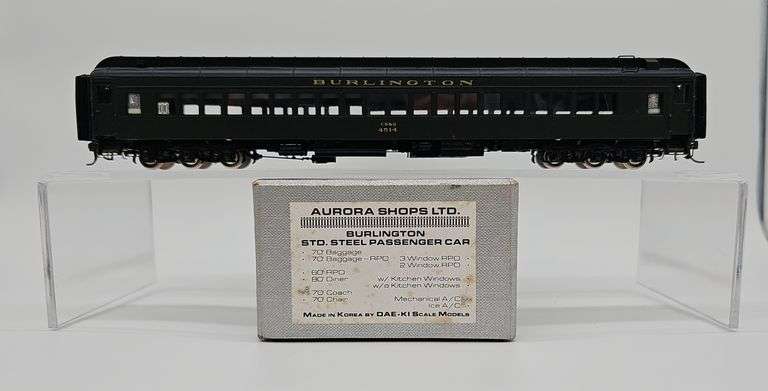 BURLINGTON
CB&Q
4514
AURORA SHOPS LTD.
BURLINGTON
STD. STEEL PASSENGER CAR
70' Baggage
70' Baggage - RPO 3 Window RPO
2 Window RPO
60' RPO
80' Diner w/ Kitchen Windows
w/o Kitchen Windows
70' Coach
70' Chair Mechanical A/C
Ice A/C
MADE IN KOREA BY DAE-KI SCALE MODELS